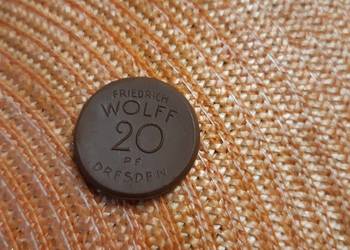 FRIEDRICH
WOLFF
20
PF.
DRESDEN